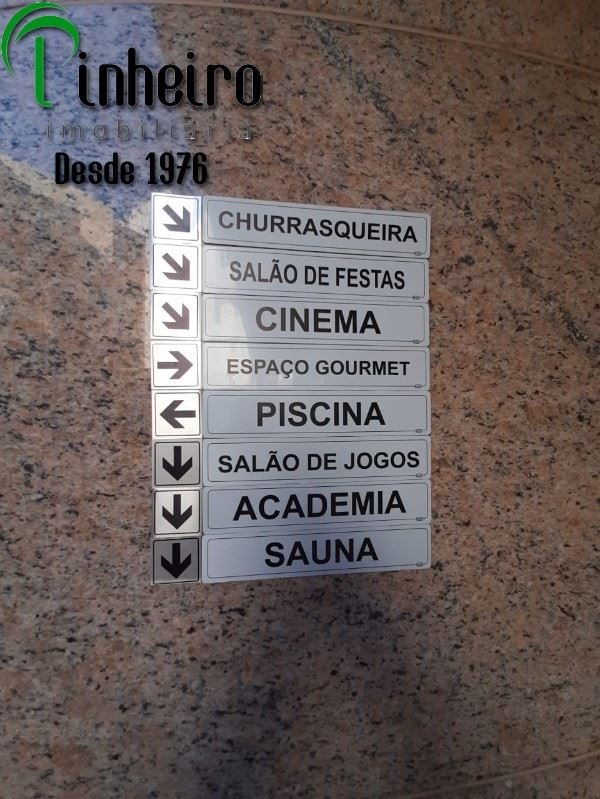 Pinheiro
imobiliária
Desde 1976
CHURRASQUEIRA
SALÃO DE FESTAS
CINEMA
ESPAÇO GOURMET
PISCINA
SALÃO DE JOGOS
ACADEMIA
SAUNA